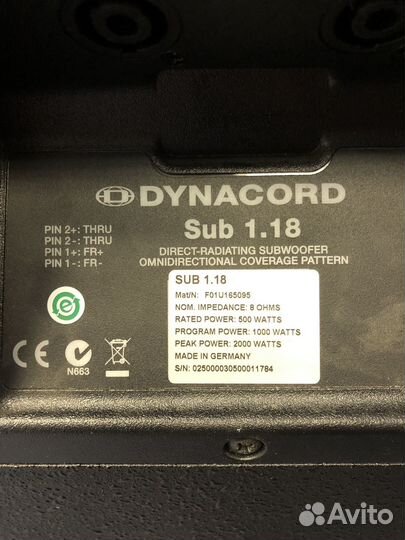 DYNACORD
Sub 1.18
PIN 2+: THRU
PIN 2-: THRU
PIN 1+: FR+
PIN 1-: FR-
DIRECT-RADIATING SUBWOOFER
OMNIDIRECTIONAL COVERAGE PATTERN
SUB 1.18
Mat/N: F01U165095
NOM. IMPEDANCE: 8 OHMS
RATED POWER: 500 WATTS
PROGRAM POWER: 1000 WATTS
PEAK POWER: 2000 WATTS
MADE IN GERMANY
S/N: 025000030500011784
e
CE
N663
Avito